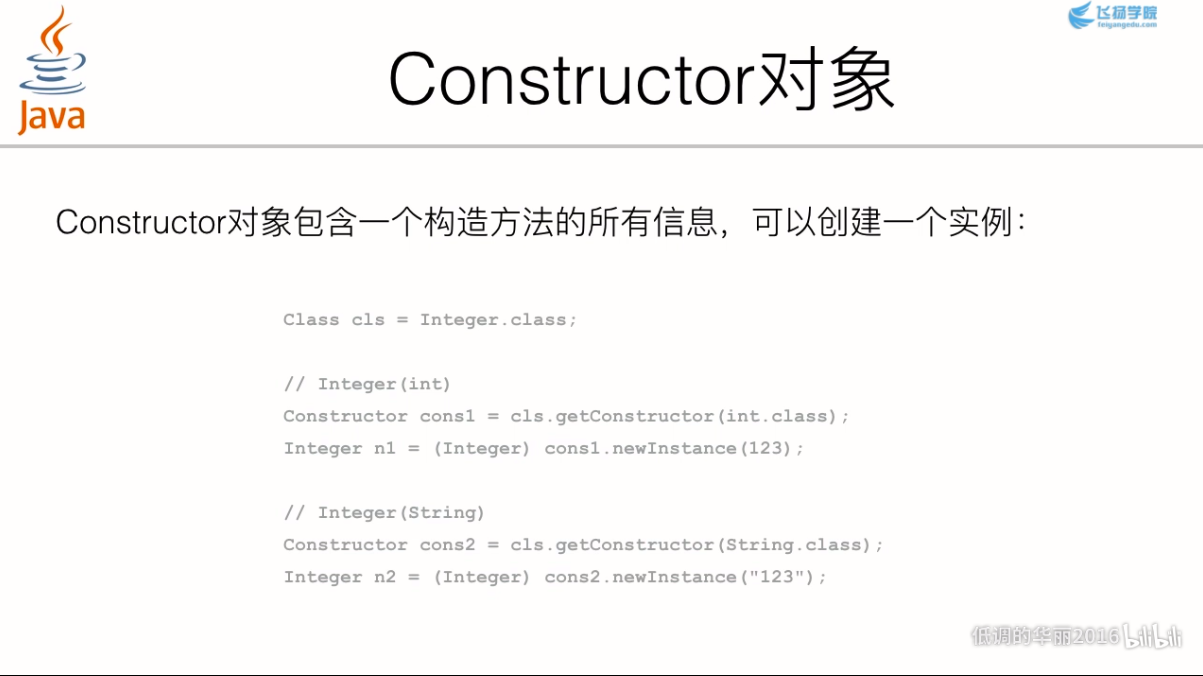 飞扬学院
feiyangedu.com
Java
Constructor对象
Constructor对象包含一个构造方法的所有信息，可以创建一个实例：
Class cls = Integer.class;
// Integer(int)
Constructor cons1 = cls.getConstructor(int.class);
Integer n1 = (Integer) cons1.newInstance(123);
// Integer(String)
Constructor cons2 = cls.getConstructor(String.class);
Integer n2 = (Integer) cons2.newInstance("123");
低调的华丽2016 bilibili